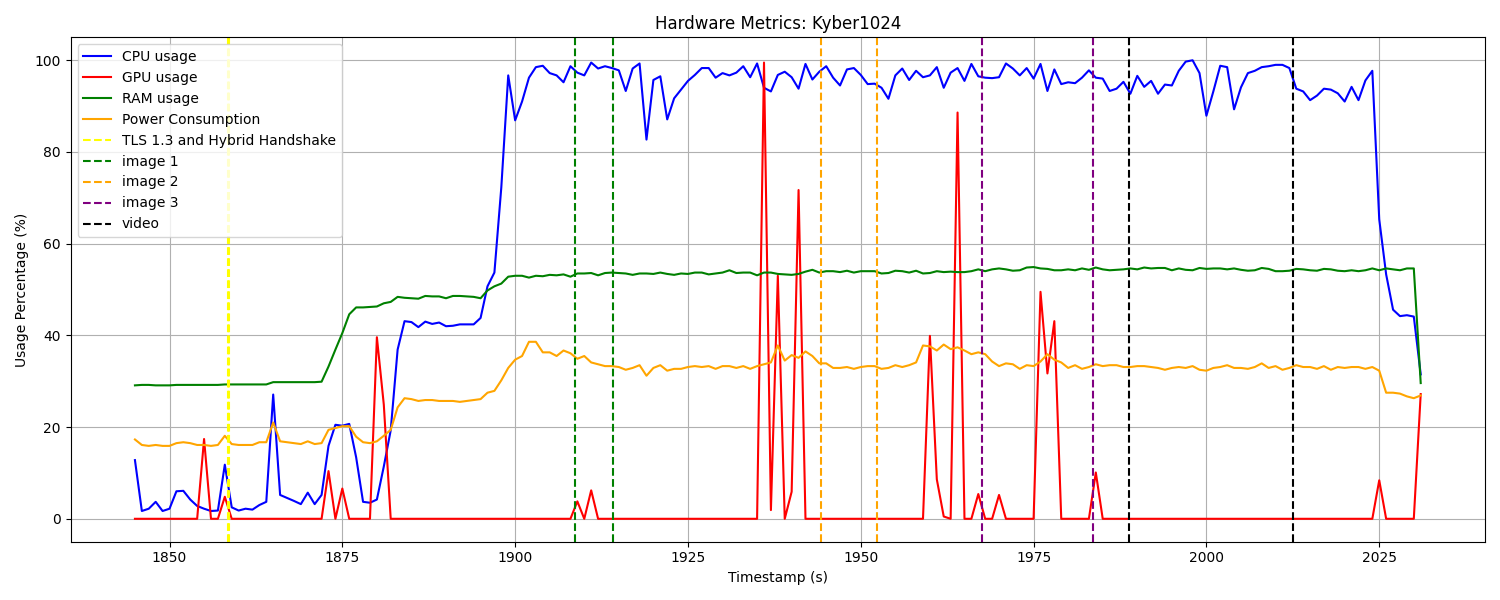 Hardware Metrics: Kyber1024
CPU usage
GPU usage
RAM usage
Power Consumption
TLS 1.3 and Hybrid Handshake
image 1
image 2
image 3
video
Usage Percentage (%)
100
80
60
40
20
0
1850 1875 1900 1925 1950 1975 2000 2025
Timestamp (s)